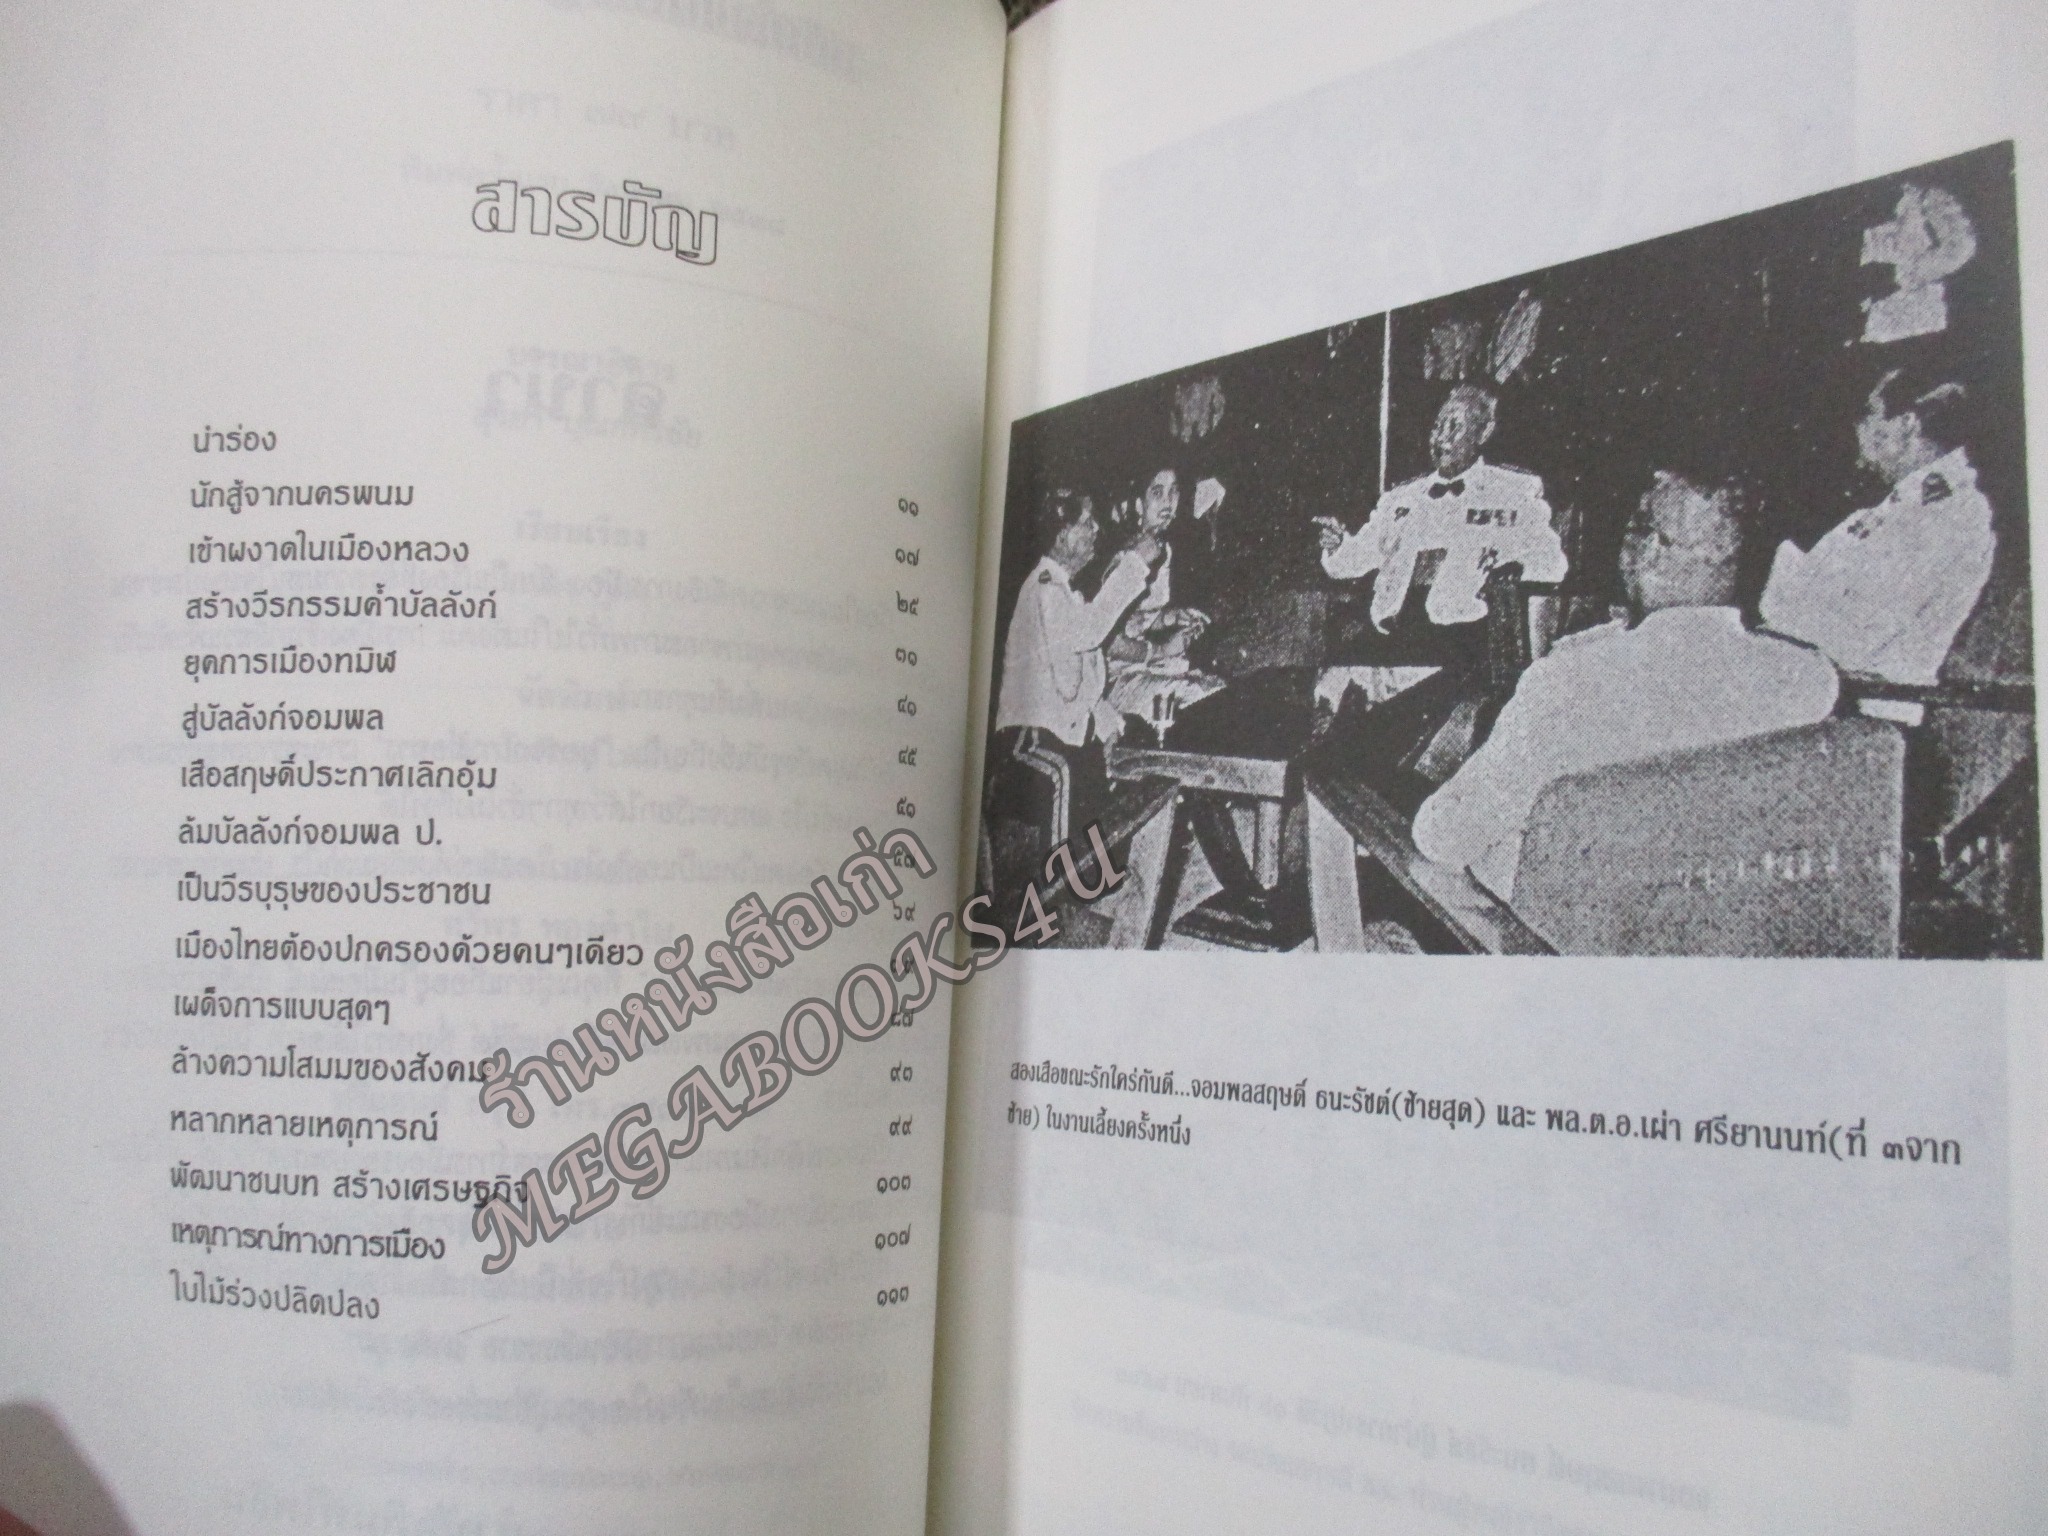 สารบัญ
นำร่อง
นักสู้จากนครพนม ๑๑
เข้าผงาดในเมืองหลวง ๑๗
สร้างวีรกรรมค้ำบัลลังก์ ๒๕
ยุคการเมืองทมิฬ ๓๑
สู่บัลลังก์จอมพล ๔๑
เสือสฤษดิ์ประกาศเลิกอุ้ม ๔๕
ล้มบัลลังก์จอมพล ป. ๕๑
เป็นวีรบุรุษของประชาชน ๕๗
เมืองไทยต้องปกครองด้วยคนๆเดียว ๖๙
เผด็จการแบบสุดๆ
ล้างความโสมมของสังคม ๘๗
หลากหลายเหตุการณ์ ๙๓
พัฒนาชนบท สร้างเศรษฐกิจ ๙๙
เหตุการณ์ทางการเมือง ๑๐๓
ใบไม้ร่วงปลิดปลง ๑๐๗
๑๑๓
สองเสือขณะรักใคร่กันดี...จอมพลสฤษดิ์ ธนะรัชต์(ซ้ายสุด) และ พล.ต.อ.เผ่า ศรียานนท์(ที่ ๓จาก
ซ้าย) ในงานเลี้ยงครั้งหนึ่ง
ร้านหนังสือเก่า
MEGABOOKS4U